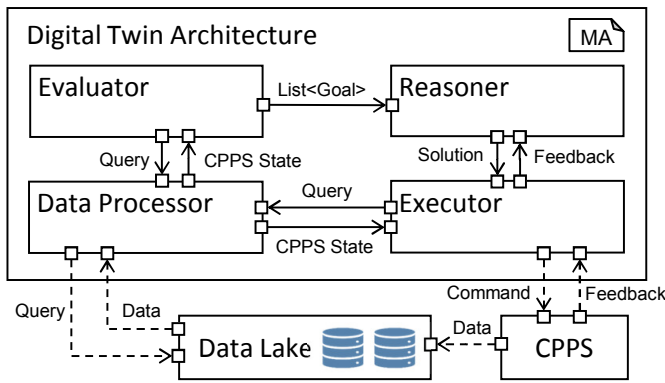 Digital Twin Architecture
MA
Evaluator
List<Goal>
Reasoner
Query
CPPS State
Solution
Feedback
Data Processor
Query
CPPS State
Executor
Query
Data
Command
Feedback
Data Lake
Data
CPPS